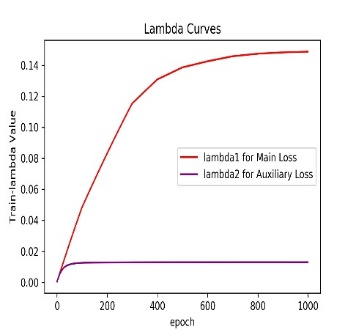 Lambda Curves
0.14
0.12
0.10
0.08
0.06
0.04
0.02
0.00
Train-lambda Value
lambda1 for Main Loss
lambda2 for Auxiliary Loss
0 200 400 600 800 1000
epoch